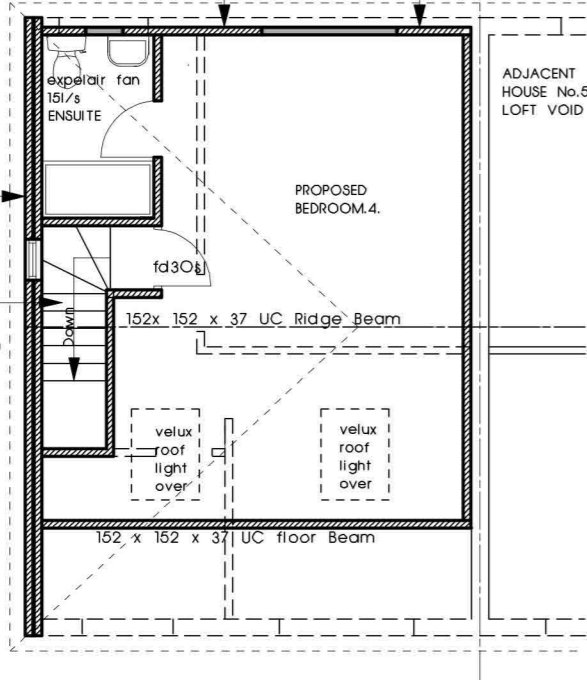 expelair fan
15l/s
ENSUITE
ADJACENT
HOUSE No.5
LOFT VOID
PROPOSED
BEDROOM.4.
fd30s
Down
152x 152 x 37 UC Ridge Beam
velux
roof
light
over
velux
roof
light
over
152 x 152 x 37 UC floor Beam